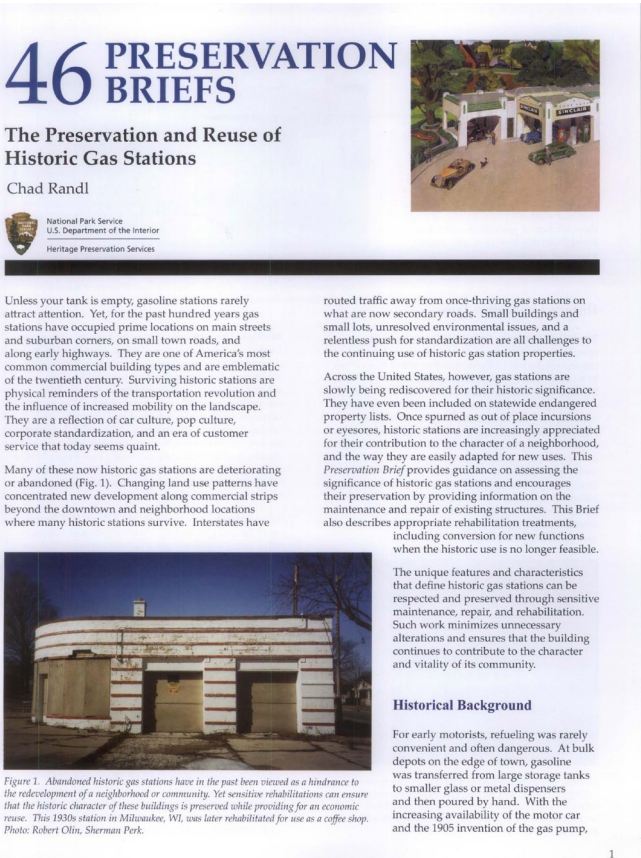 46 PRESERVATION
BRIEFS
The Preservation and Reuse of
Historic Gas Stations
Chad Randl
National Park Service
U.S. Department of the Interior
Heritage Preservation Services
SINCLAIR
Unless your tank is empty, gasoline stations rarely
attract attention. Yet, for the past hundred years gas
stations have occupied prime locations on main streets
and suburban corners, on small town roads, and
along early highways. They are one of America's most
common commercial building types and are emblematic
of the twentieth century. Surviving historic stations are
physical reminders of the transportation revolution and
the influence of increased mobility on the landscape.
They are a reflection of car culture, pop culture,
corporate standardization, and an era of customer
service that today seems quaint.
Many of these now historic gas stations are deteriorating
or abandoned (Fig. 1). Changing land use patterns have
concentrated new development along commercial strips
beyond the downtown and neighborhood locations
where many historic stations survive. Interstates have
Figure 1. Abandoned historic gas stations have in the past been viewed as a hindrance to
the redevelopment of a neighborhood or community. Yet sensitive rehabilitations can ensure
that the historic character of these buildings is preserved while providing for an economic
reuse. This 1930s station in Milwaukee, WI, was later rehabilitated for use as a coffee shop.
Photo: Robert Olin, Sherman Perk.
routed traffic away from once-thriving gas stations on
what are now secondary roads. Small buildings and
small lots, unresolved environmental issues, and a
relentless push for standardization are all challenges to
the continuing use of historic gas station properties.
Across the United States, however, gas stations are
slowly being rediscovered for their historic significance.
They have even been included on statewide endangered
property lists. Once spurned as out of place incursions
or eyesores, historic stations are increasingly appreciated
for their contribution to the character of a neighborhood,
and the way they are easily adapted for new uses. This
Preservation Brief provides guidance on assessing the
significance of historic gas stations and encourages
their preservation by providing information on the
maintenance and repair of existing structures. This Brief
also describes appropriate rehabilitation treatments,
including conversion for new functions
when the historic use is no longer feasible.
The unique features and characteristics
that define historic gas stations can be
respected and preserved through sensitive
maintenance, repair, and rehabilitation.
Such work minimizes unnecessary
alterations and ensures that the building
continues to contribute to the character
and vitality of its community.
Historical Background
For early motorists, refueling was rarely
convenient and often dangerous. At bulk
depots on the edge of town, gasoline
was transferred from large storage tanks
to smaller glass or metal dispensers
and then poured by hand. With the
increasing availability of the motor car
and the 1905 invention of the gas pump,
1